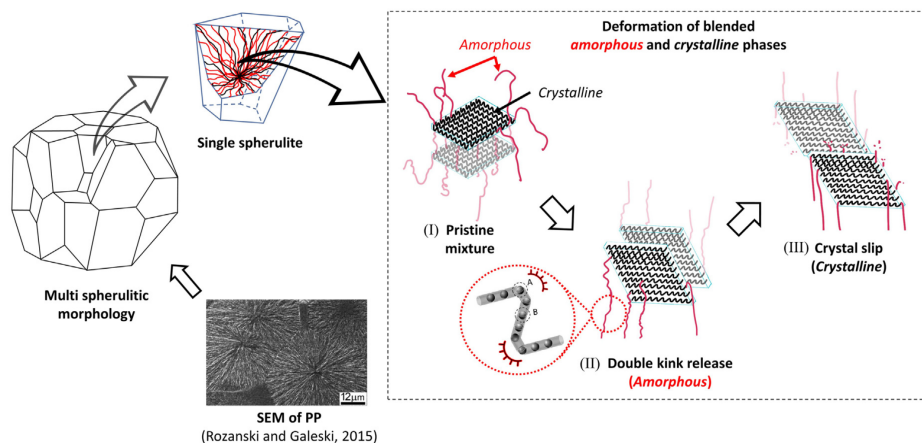 Deformation of blended
amorphous and crystalline phases
Amorphous
Crystalline
Single spherulite
(I) Pristine
mixture
(III) Crystal slip
(Crystalline)
A
B
Multi spherulitic
morphology
(II) Double kink release
(Amorphous)
12μm
SEM of PP
(Rozanski and Galeski, 2015)